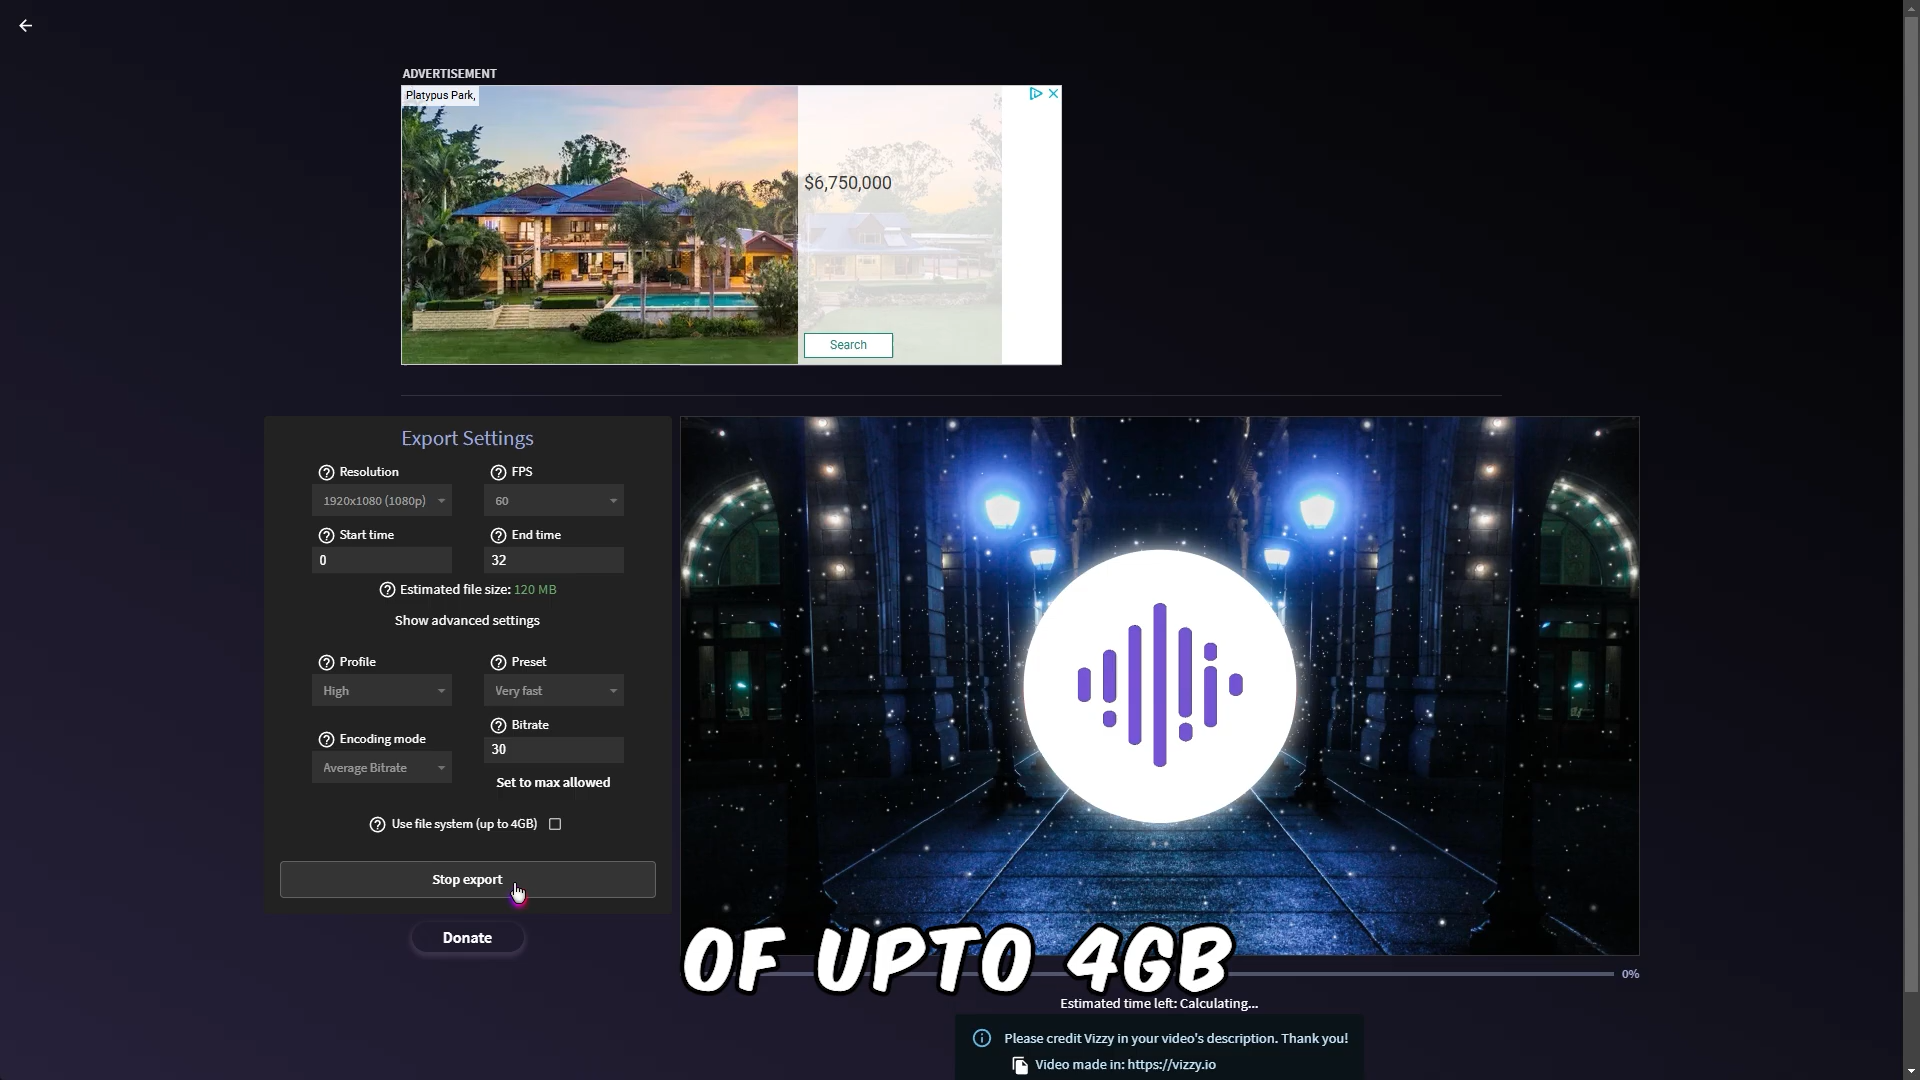 ADVERTISEMENT
Platypus Park,
$6,750,000
Search
Export Settings
Resolution
FPS
1920x1080 (1080p)
60
Start time
End time
0
32
Estimated file size: 120 MB
Show advanced settings
Profile
Preset
High
Very fast
Encoding mode
Bitrate
30
Average Bitrate
Set to max allowed
Use file system (up to 4GB)
Stop export
Donate
OF UPTO 4GB
0%
Estimated time left: Calculating...
Please credit Vizzy in your video's description. Thank you!
Video made in: https://vizzy.io